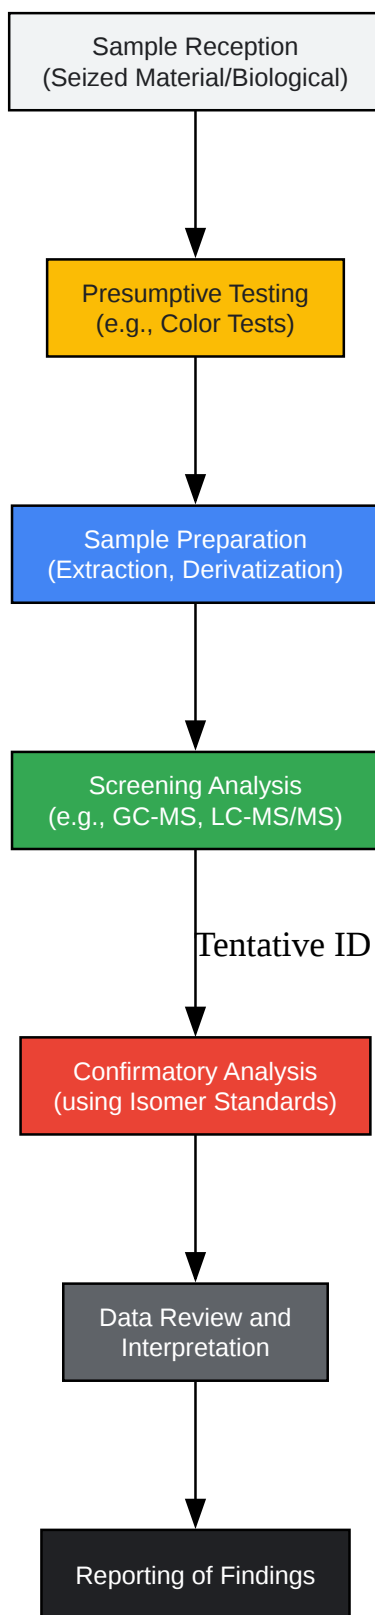 Sample Reception
(Seized Material/Biological)
Presumptive Testing
(e.g., Color Tests)
Sample Preparation
(Extraction, Derivatization)
Screening Analysis
(e.g., GC-MS, LC-MS/MS)
Tentative ID
Confirmatory Analysis
(using Isomer Standards)
Data Review and
Interpretation
Reporting of Findings